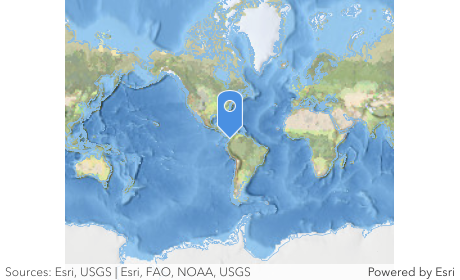 Sources: Esri, USGS | Esri, FAO, NOAA, USGS
Powered by Esri